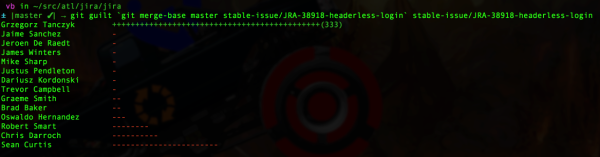 vb in ~/src/atl/jira/jira
± |master ✓| → git guilt `git merge-base master stable-issue/JRA-38918-headerless-login` stable-issue/JRA-38918-headerless-login
Grzegorz Tanczyk +++++++++++++++++++++++++++++++++++++++++++++(333)
Jaime Sanchez -
Jeroen De Raedt -
James Winters -
Mike Sharp -
Justus Pendleton -
Dariusz Kordonski -
Trevor Campbell -
Graeme Smith --
Brad Baker --
Oswaldo Hernandez ---
Robert Smart --------
Chris Darroch ----------
Sean Curtis -----------------------